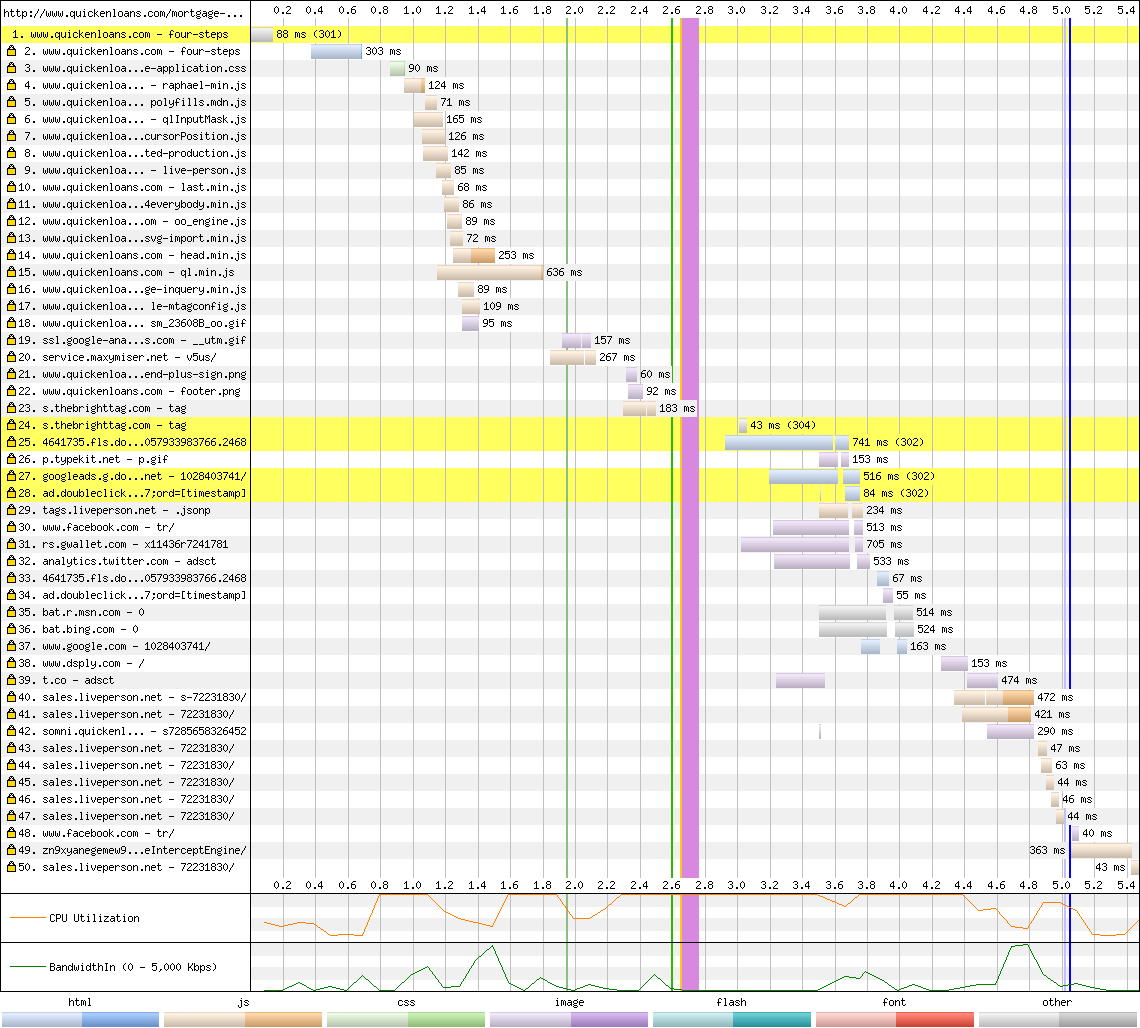 http://www.quickenloans.com/mortgage-... 0.2 0.4 0.6 0.8 1.0 1.2 1.4 1.6 1.8 2.0 2.2 2.4 2.6 2.8 3.0 3.2 3.4 3.6 3.8 4.0 4.2 4.4 4.6 4.8 5.0 5.2 5.4
1. www.quickenloans.com - four-steps 88 ms (301)
2. www.quickenloans.com - four-steps 303 ms
3. www.quickenloa...e-application.css 90 ms
4. www.quickenloa... - raphael-min.js 124 ms
5. www.quickenloa... polyfills.mdn.js 71 ms
6. www.quickenloa... - qlInputMask.js 165 ms
7. www.quickenloa...cursorPosition.js 126 ms
8. www.quickenloa...ted-production.js 142 ms
9. www.quickenloa... - live-person.js 85 ms
10. www.quickenloans.com - last.min.js 68 ms
11. www.quickenloa...4everybody.min.js 86 ms
12. www.quickenloa...om - oo_engine.js 89 ms
13. www.quickenloa...svg-import.min.js 72 ms
14. www.quickenloans.com - head.min.js 253 ms
15. www.quickenloans.com - ql.min.js 636 ms
16. www.quickenloa...ge-inquery.min.js 89 ms
17. www.quickenloa... le-mtagconfig.js 109 ms
18. www.quickenloa... sm_23608B_oo.gif 95 ms
19. ssl.google-ana...s.com - __utm.gif 157 ms
20. service.maxymiser.net - v5us/ 267 ms
21. www.quickenloa...end-plus-sign.png 60 ms
22. www.quickenloans.com - footer.png 92 ms
23. s.thebrighttag.com - tag 183 ms
24. s.thebrighttag.com - tag 43 ms (304)
25. 4641735.fls.do...057933983766.2468 741 ms (302)
26. p.typekit.net - p.gif 153 ms
27. googleads.g.do...net - 1028403741/ 516 ms (302)
28. ad.doubleclick...7;ord=[timestamp] 84 ms (302)
29. tags.liveperson.net - .jsonp 234 ms
30. www.facebook.com - tr/ 513 ms
31. rs.gwallet.com - x11436r7241781 705 ms
32. analytics.twitter.com - adsct 533 ms
33. 4641735.fls.do...057933983766.2468 67 ms
34. ad.doubleclick...7;ord=[timestamp] 55 ms
35. bat.r.msn.com - 0 514 ms
36. bat.bing.com - 0 524 ms
37. www.google.com - 1028403741/ 163 ms
38. www.dsply.com - / 153 ms
39. t.co - adsct 474 ms
40. sales.liveperson.net - s-72231830/ 472 ms
41. sales.liveperson.net - 72231830/ 421 ms
42. somni.quickenl... - s7285658326452 290 ms
43. sales.liveperson.net - 72231830/ 47 ms
44. sales.liveperson.net - 72231830/ 63 ms
45. sales.liveperson.net - 72231830/ 44 ms
46. sales.liveperson.net - 72231830/ 46 ms
47. sales.liveperson.net - 72231830/ 44 ms
48. www.facebook.com - tr/ 40 ms
49. zn9xyanegemew9...eInterceptEngine/ 363 ms
50. sales.liveperson.net - 72231830/ 43 ms
0.2 0.4 0.6 0.8 1.0 1.2 1.4 1.6 1.8 2.0 2.2 2.4 2.6 2.8 3.0 3.2 3.4 3.6 3.8 4.0 4.2 4.4 4.6 4.8 5.0 5.2 5.4
CPU Utilization
BandwidthIn (0 - 5,000 Kbps)
html js css image flash font other